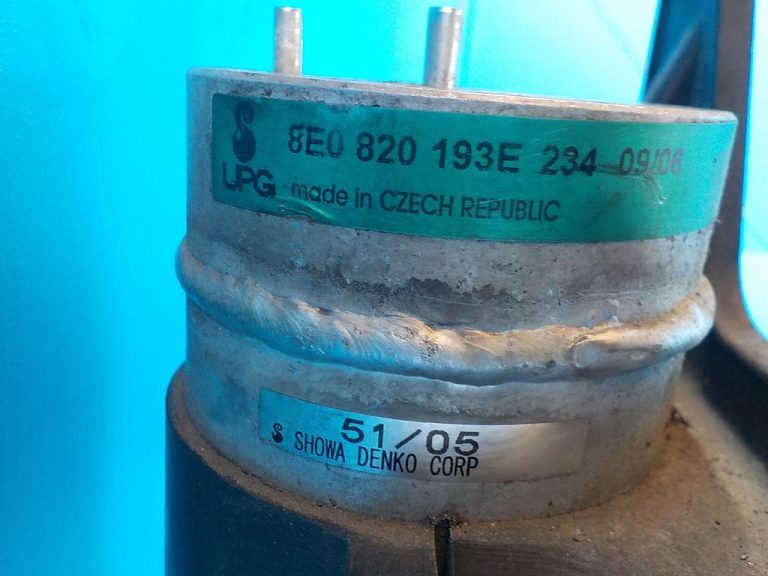 8E0 820 193E 234 09/06
UPG made in CZECH REPUBLIC
51/05
SHOWA DENKO CORP